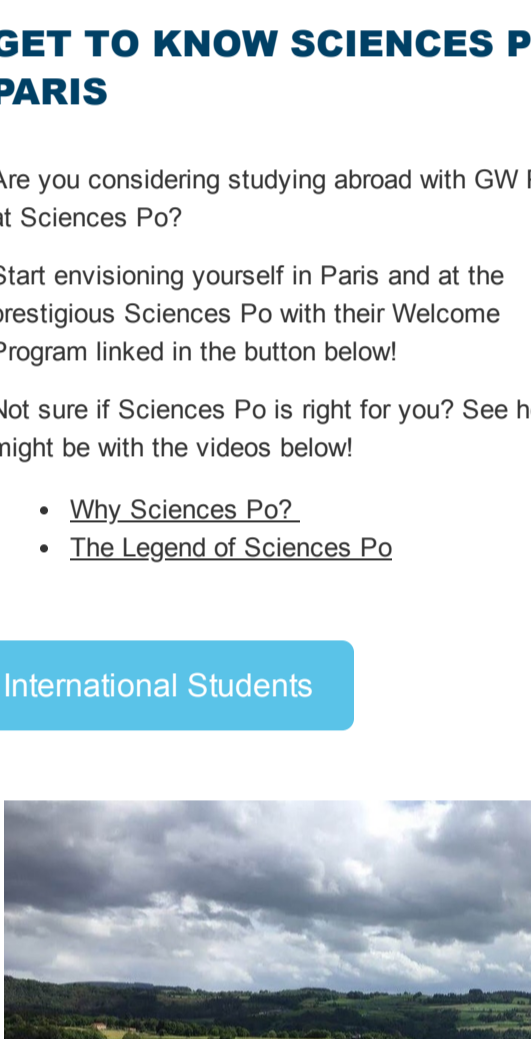 GET TO KNOW SCIENCES P
PARIS
Are you considering studying abroad with GW
at Sciences Po?
Start envisioning yourself in Paris and at the
prestigious Sciences Po with their Welcome
Program linked in the button below!
Not sure if Sciences Po is right for you? See
might be with the videos below!
• Why Sciences Po?
• The Legend of Sciences Po
International Students